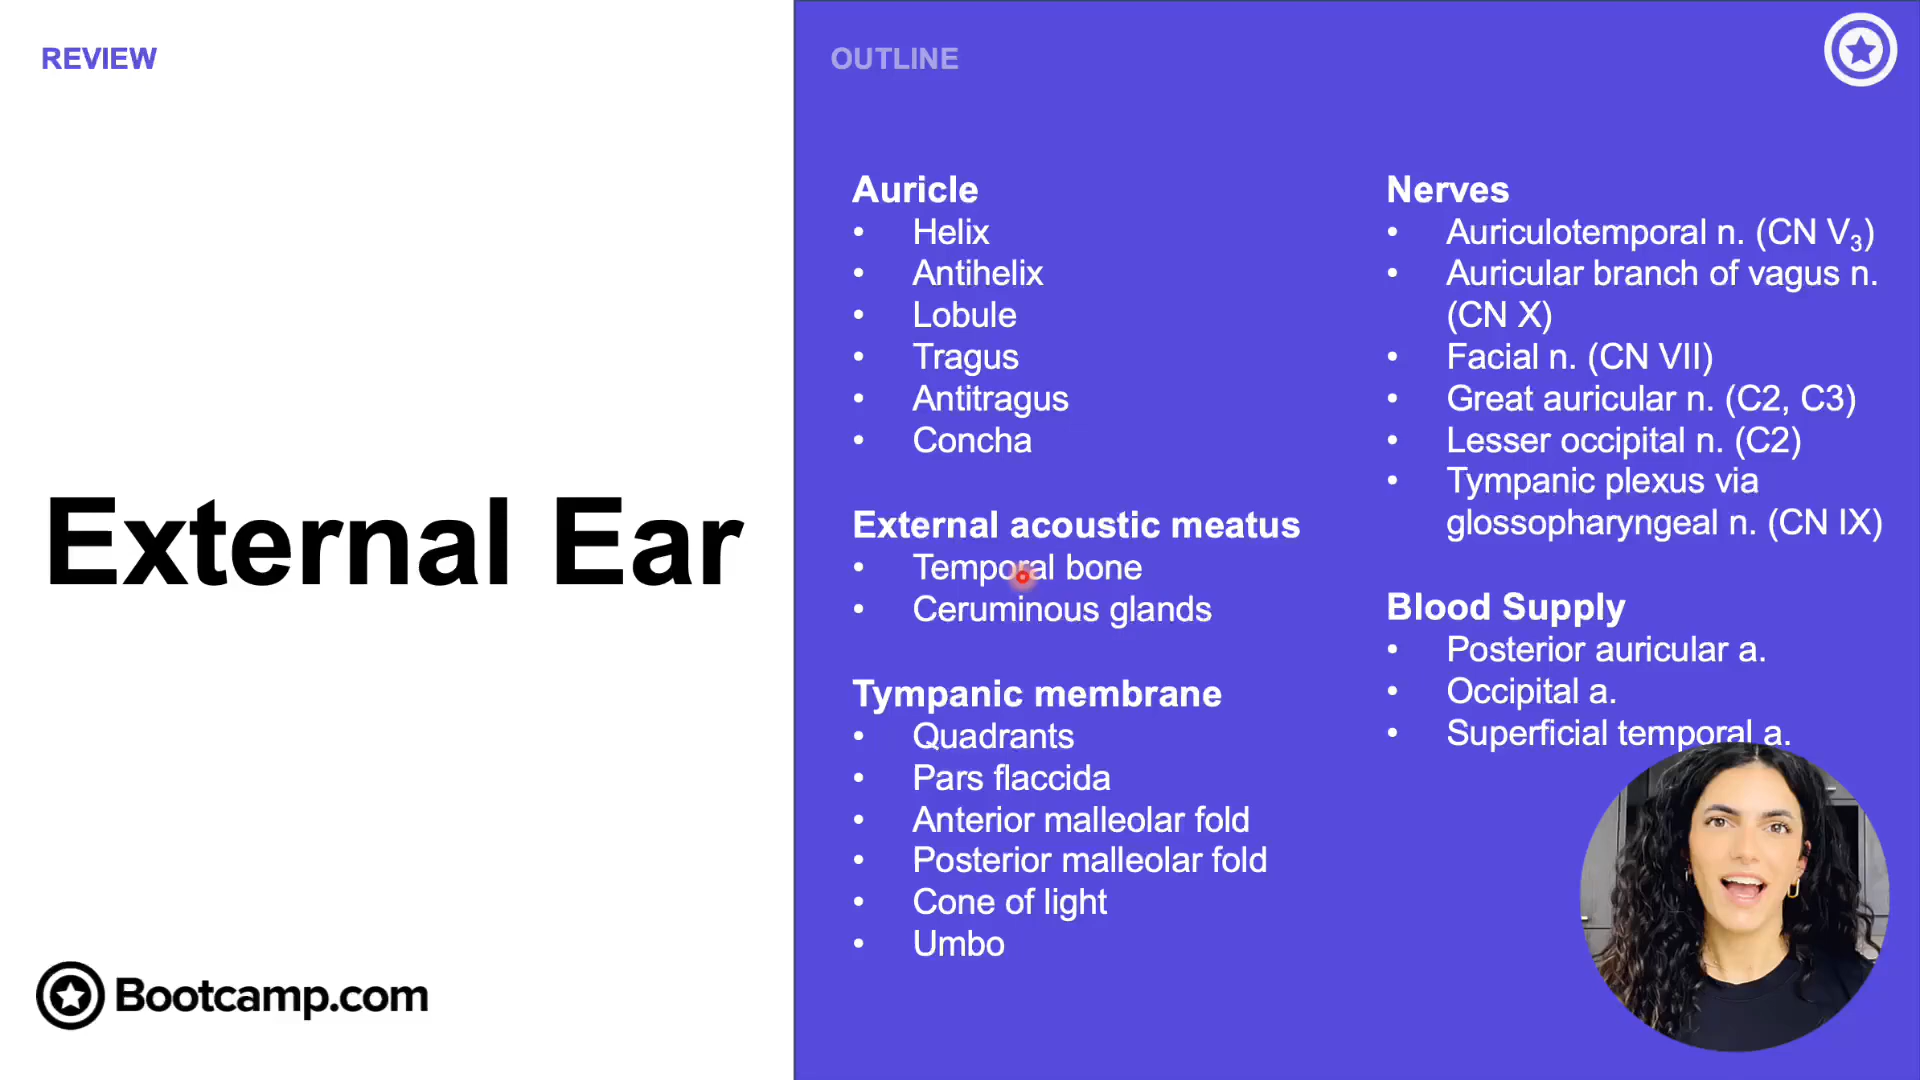 REVIEW
External Ear
Bootcamp.com
OUTLINE
Auricle
• Helix
• Antihelix
• Lobule
• Tragus
• Antitragus
• Concha
External acoustic meatus
• Temporal bone
• Ceruminous glands
Tympanic membrane
• Quadrants
• Pars flaccida
• Anterior malleolar fold
• Posterior malleolar fold
• Cone of light
• Umbo
Nerves
• Auriculotemporal n. (CN V₃)
• Auricular branch of vagus n.
(CN X)
• Facial n. (CN VII)
• Great auricular n. (C2, C3)
• Lesser occipital n. (C2)
• Tympanic plexus via
glossopharyngeal n. (CN IX)
Blood Supply
• Posterior auricular a.
• Occipital a.
• Superficial temporal a.